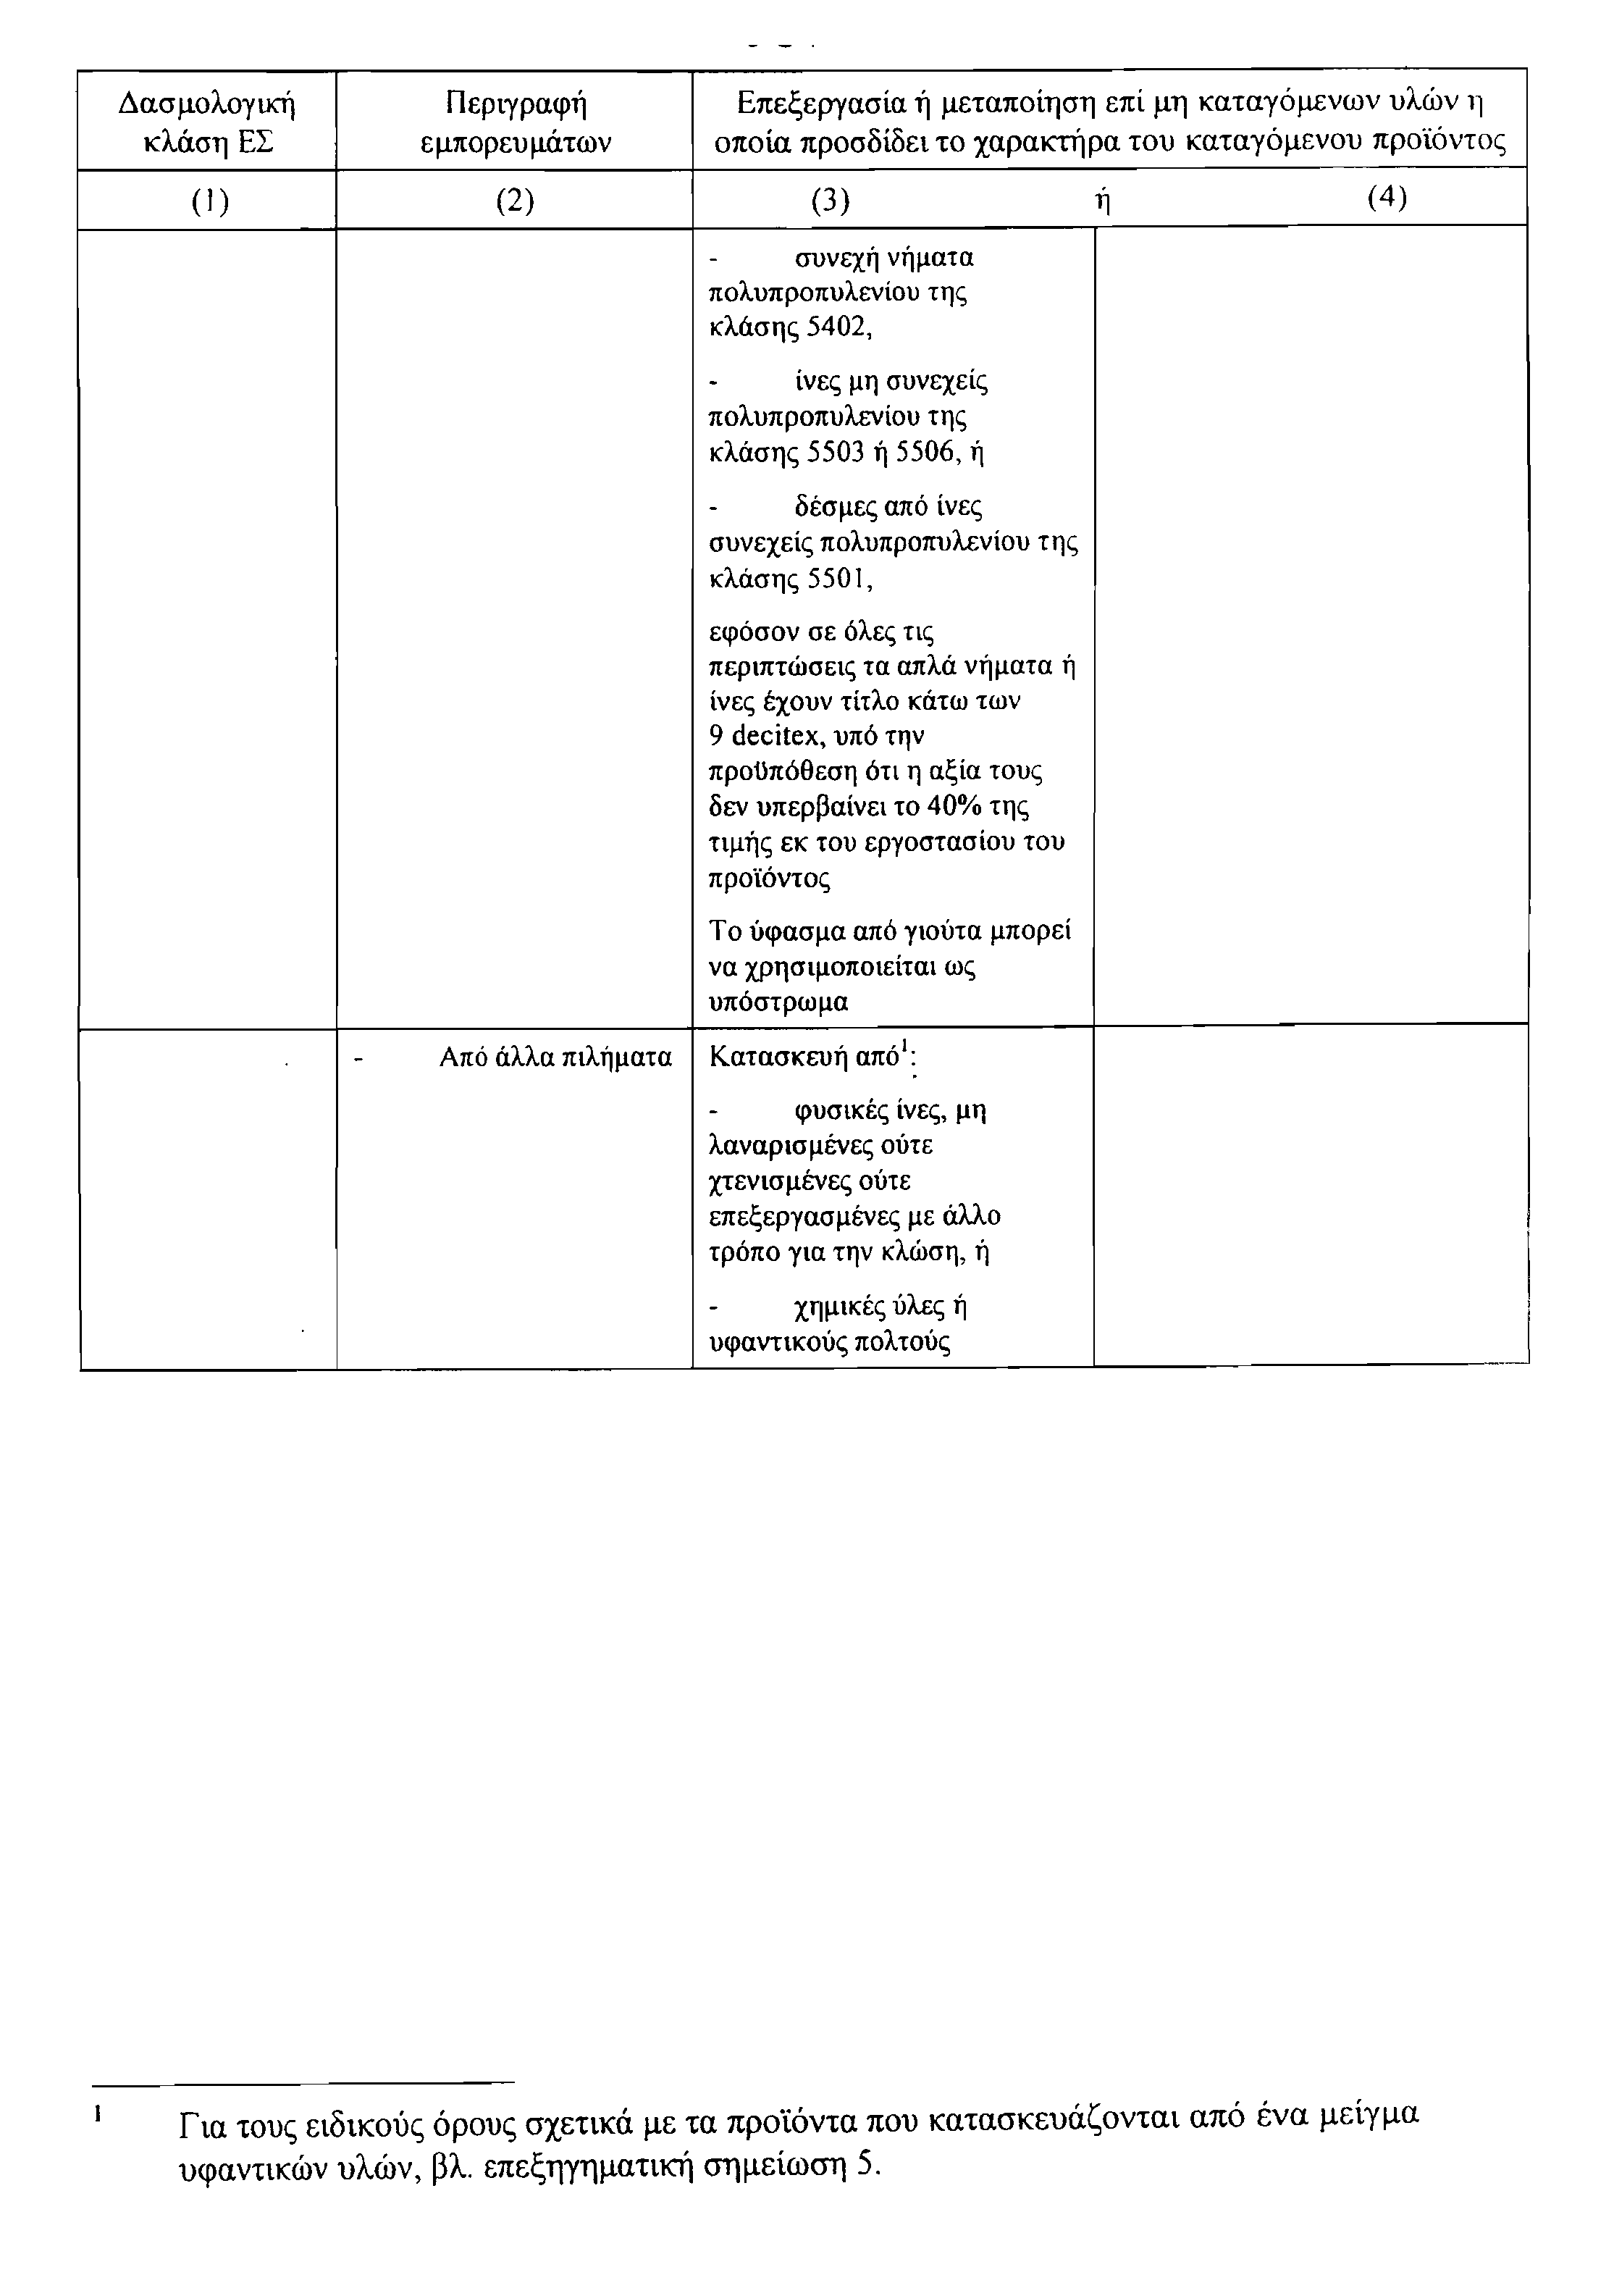 Δασμολογική
κλάση ΕΣ
Περιγραφή
εμπορευμάτων
Επεξεργασία ή μεταποίηση επί μη καταγόμενων υλών η
οποία προσδίδει το χαρακτήρα του καταγόμενου προϊόντος
(1)
(2)
(3) ή (4)
- συνεχή νήματα
πολυπροπυλενίου της
κλάσης 5402,
- ίνες μη συνεχείς
πολυπροπυλενίου της
κλάσης 5503 ή 5506, ή
- δέσμες από ίνες
συνεχείς πολυπροπυλενίου της
κλάσης 5501,
εφόσον σε όλες τις
περιπτώσεις τα απλά νήματα ή
ίνες έχουν τίτλο κάτω των
9 decitex, υπό την
προϋπόθεση ότι η αξία τους
δεν υπερβαίνει το 40% της
τιμής εκ του εργοστασίου του
προϊόντος
Το ύφασμα από γιούτα μπορεί
να χρησιμοποιείται ως
υπόστρωμα
- Από άλλα πιλήματα
Κατασκευή από¹:
- φυσικές ίνες, μη
λαναρισμένες ούτε
χτενισμένες ούτε
επεξεργασμένες με άλλο
τρόπο για την κλώση, ή
- χημικές ύλες ή
υφαντικούς πολτούς
1 Για τους ειδικούς όρους σχετικά με τα προϊόντα που κατασκευάζονται από ένα μείγμα
υφαντικών υλών, βλ. επεξηγηματική σημείωση 5.